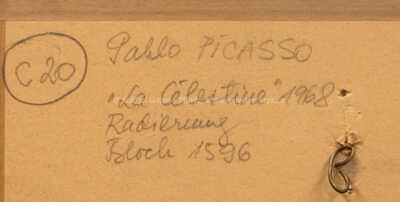 C 20
Pablo PICASSO
"La Célestine" 1968
Radierung
Bloch 1596